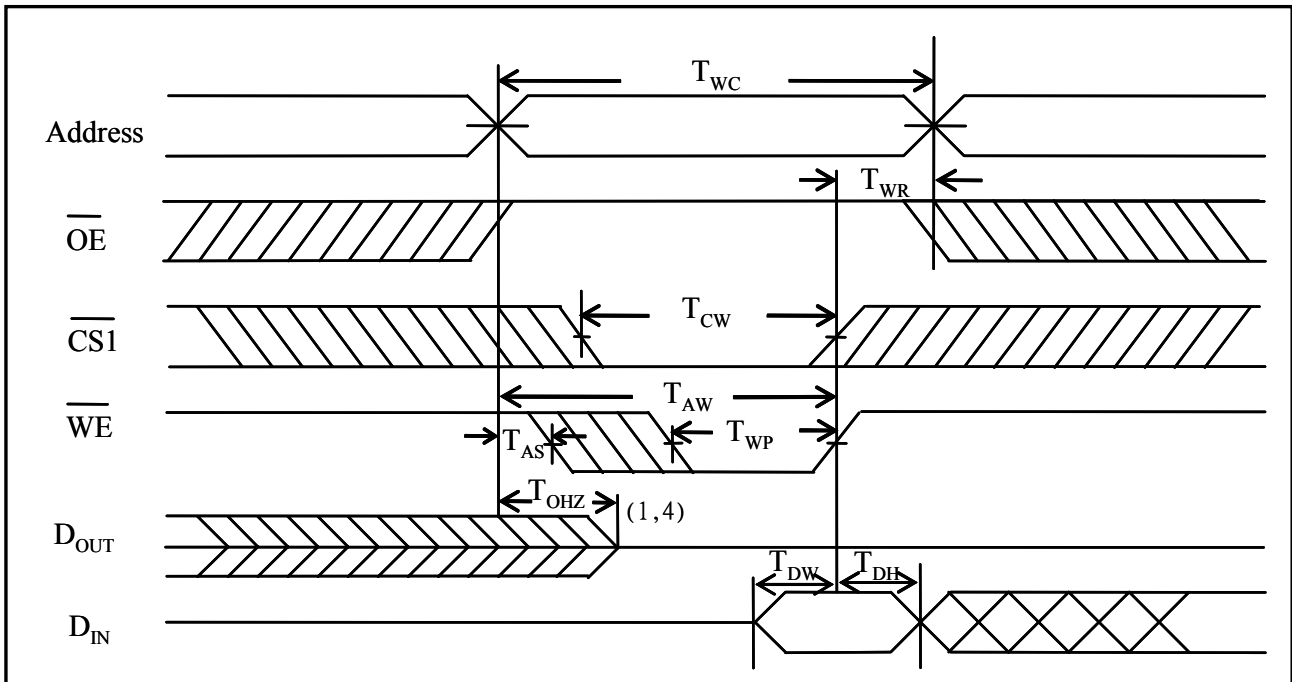 T_WC
Address
T_WR
OE
T_CW
CS1
T_AW
WE
T_AS
T_WP
T_OHZ
(1,4)
D_OUT
T_DW
T_DH
D_IN